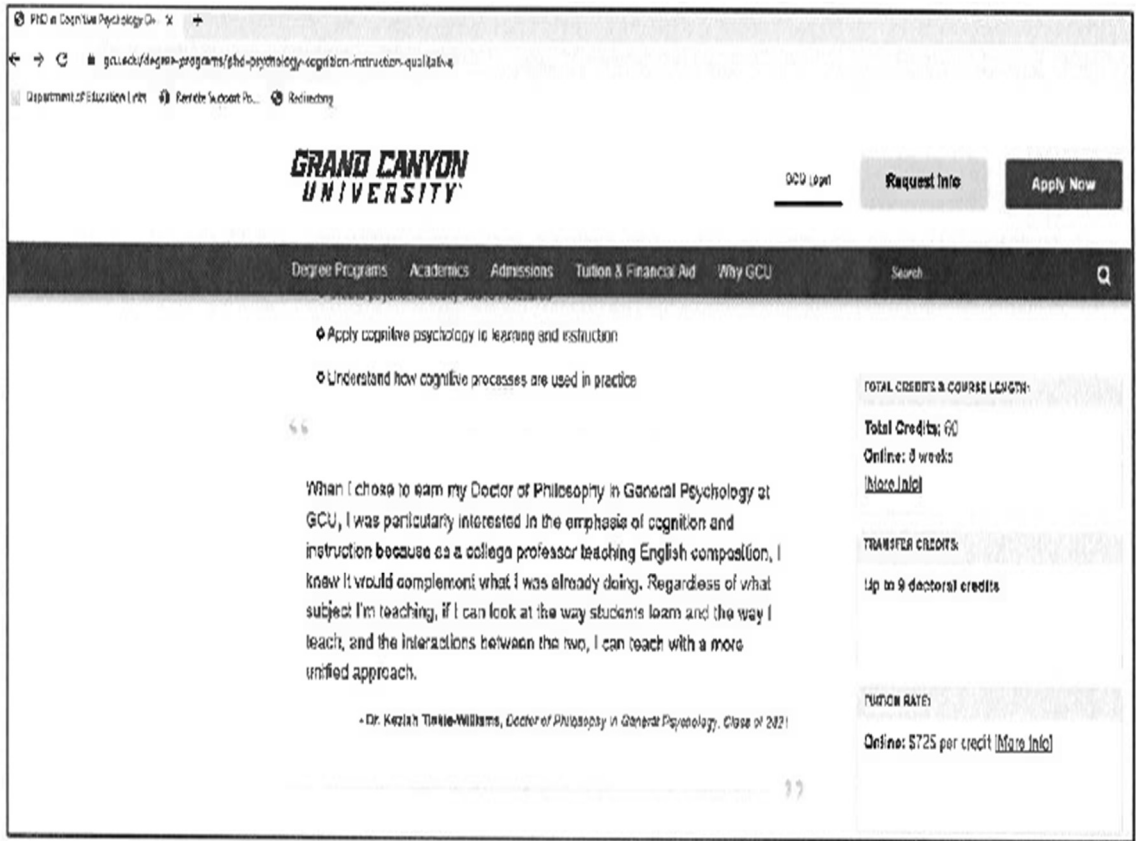 PhD in Cognitive Psychology
gcu.edu/degree-programs/phd-psychology-cognition-instruction-qualitative
Department of Education Links Remote Support Po... Redirecting
GRAND CANYON
UNIVERSITY
GCU Login
Request Info
Apply Now
Degree Programs Academics Admissions Tuition & Financial Aid Why GCU
Search
Apply cognitive psychology to learning and instruction
Understand how cognitive processes are used in practice
“
When I chose to earn my Doctor of Philosophy in General Psychology at
GCU, I was particularly interested in the emphasis of cognition and
instruction because as a college professor teaching English composition, I
knew it would complement what I was already doing. Regardless of what
subject I'm teaching, if I can look at the way students learn and the way I
teach, and the interactions between the two, I can teach with a more
unified approach.
- Dr. Keziah Tinkle-Williams, Doctor of Philosophy in General Psychology, Class of 2021
”
TOTAL CREDITS & COURSE LENGTH:
Total Credits: 60
Online: 8 weeks
[More Info]
TRANSFER CREDITS:
Up to 9 doctoral credits
TUITION RATE:
Online: $725 per credit [More Info]